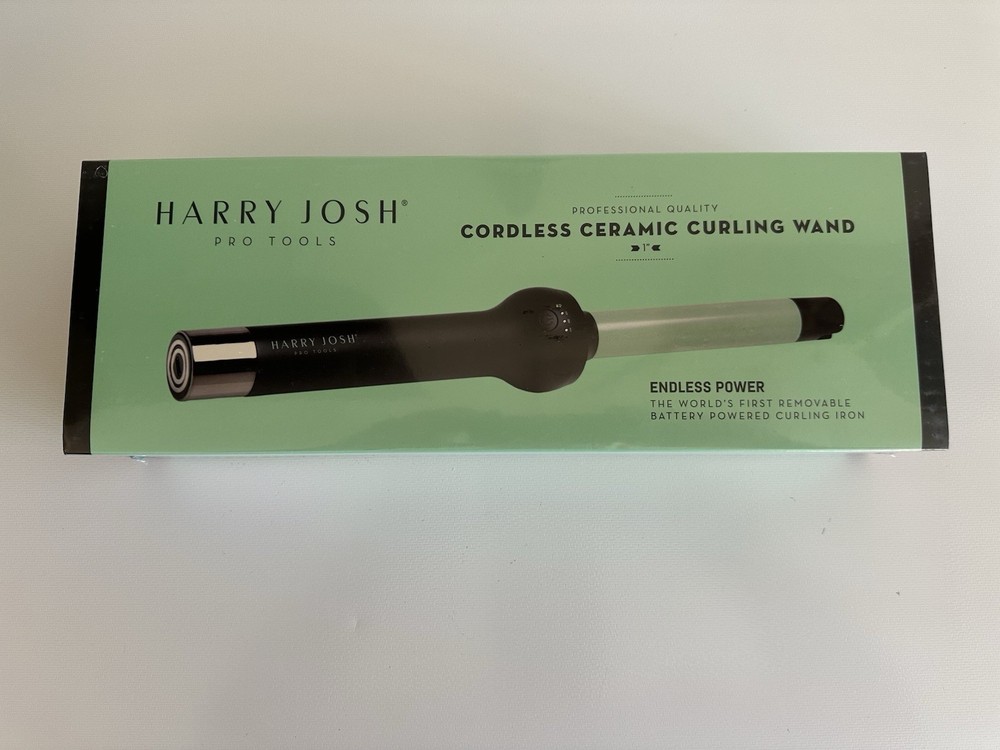 HARRY JOSH®
PRO TOOLS
PROFESSIONAL QUALITY
CORDLESS CERAMIC CURLING WAND
1"
HARRY JOSH®
PRO TOOLS
ENDLESS POWER
THE WORLD'S FIRST REMOVABLE
BATTERY POWERED CURLING IRON